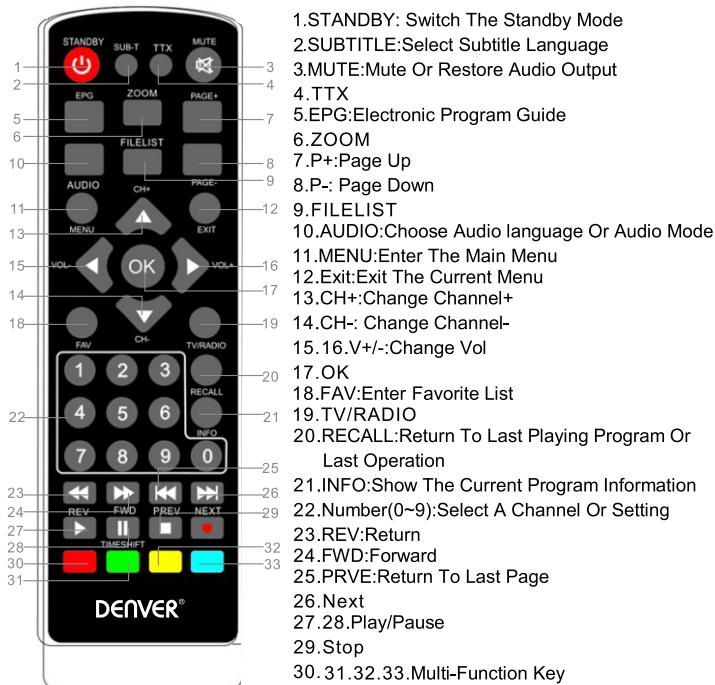 STANDBY SUB-T TTX MUTE
1 2 4 3
EPG ZOOM PAGE+
5 6 7
FILELIST
10 9 8
AUDIO CH+ PAGE-
11 12
MENU EXIT
13
15 VOL- OK VOL+ 16
14 17
18 19
FAV CH- TV/RADIO
1 2 3
20
RECALL
22 4 5 6 21
INFO
7 8 9 0
25
23 26
24 29
REV FWD PREV NEXT
27
28 TIMESHIFT 32
30 33
31
DENVER®
1.STANDBY: Switch The Standby Mode
2.SUBTITLE:Select Subtitle Language
3.MUTE:Mute Or Restore Audio Output
4.TTX
5.EPG:Electronic Program Guide
6.ZOOM
7.P+:Page Up
8.P-: Page Down
9.FILELIST
10.AUDIO:Choose Audio language Or Audio Mode
11.MENU:Enter The Main Menu
12.Exit:Exit The Current Menu
13.CH+:Change Channel+
14.CH-: Change Channel-
15.16.V+/-:Change Vol
17.OK
18.FAV:Enter Favorite List
19.TV/RADIO
20.RECALL:Return To Last Playing Program Or
Last Operation
21.INFO:Show The Current Program Information
22.Number(0~9):Select A Channel Or Setting
23.REV:Return
24.FWD:Forward
25.PRVE:Return To Last Page
26.Next
27.28.Play/Pause
29.Stop
30.31.32.33.Multi-Function Key